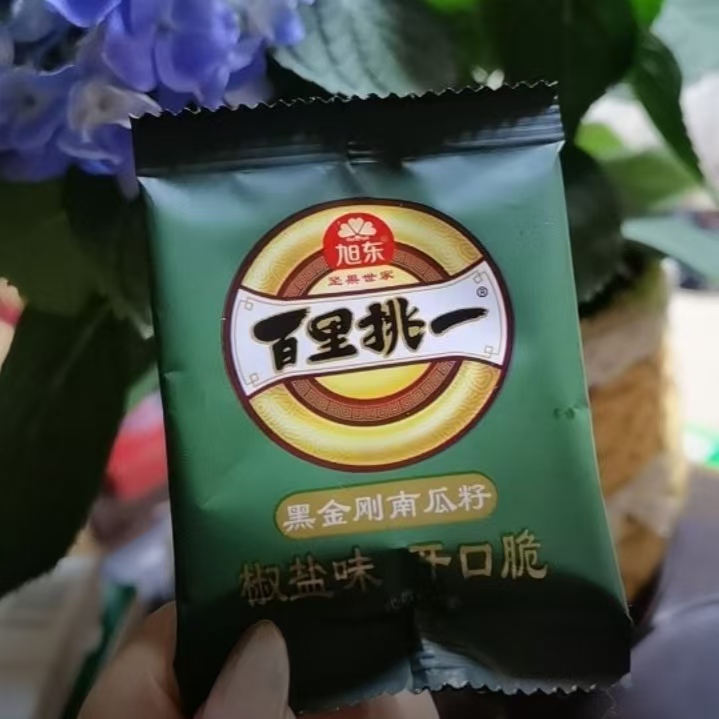 旭东
坚果世家
百里挑一®
黑金刚南瓜籽
椒盐味 开口脆